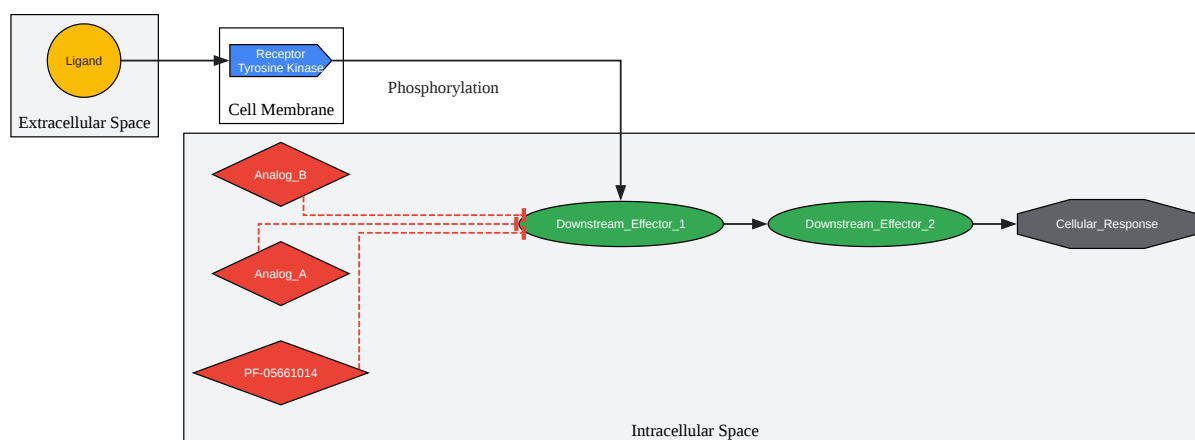 Ligand
Extracellular Space
Receptor
Tyrosine Kinase
Cell Membrane
Phosphorylation
Analog_B
Downstream_Effector_1
Downstream_Effector_2
Cellular_Response
Analog_A
PF-05661014
Intracellular Space